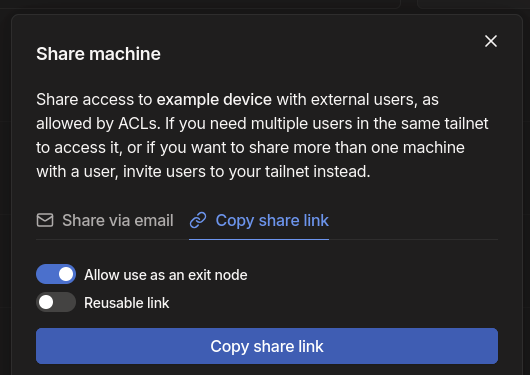 Share machine
Share access to example device with external users, as
allowed by ACLs. If you need multiple users in the same tailnet
to access it, or if you want to share more than one machine
with a user, invite users to your tailnet instead.
Share via email
Copy share link
Allow use as an exit node
Reusable link
Copy share link